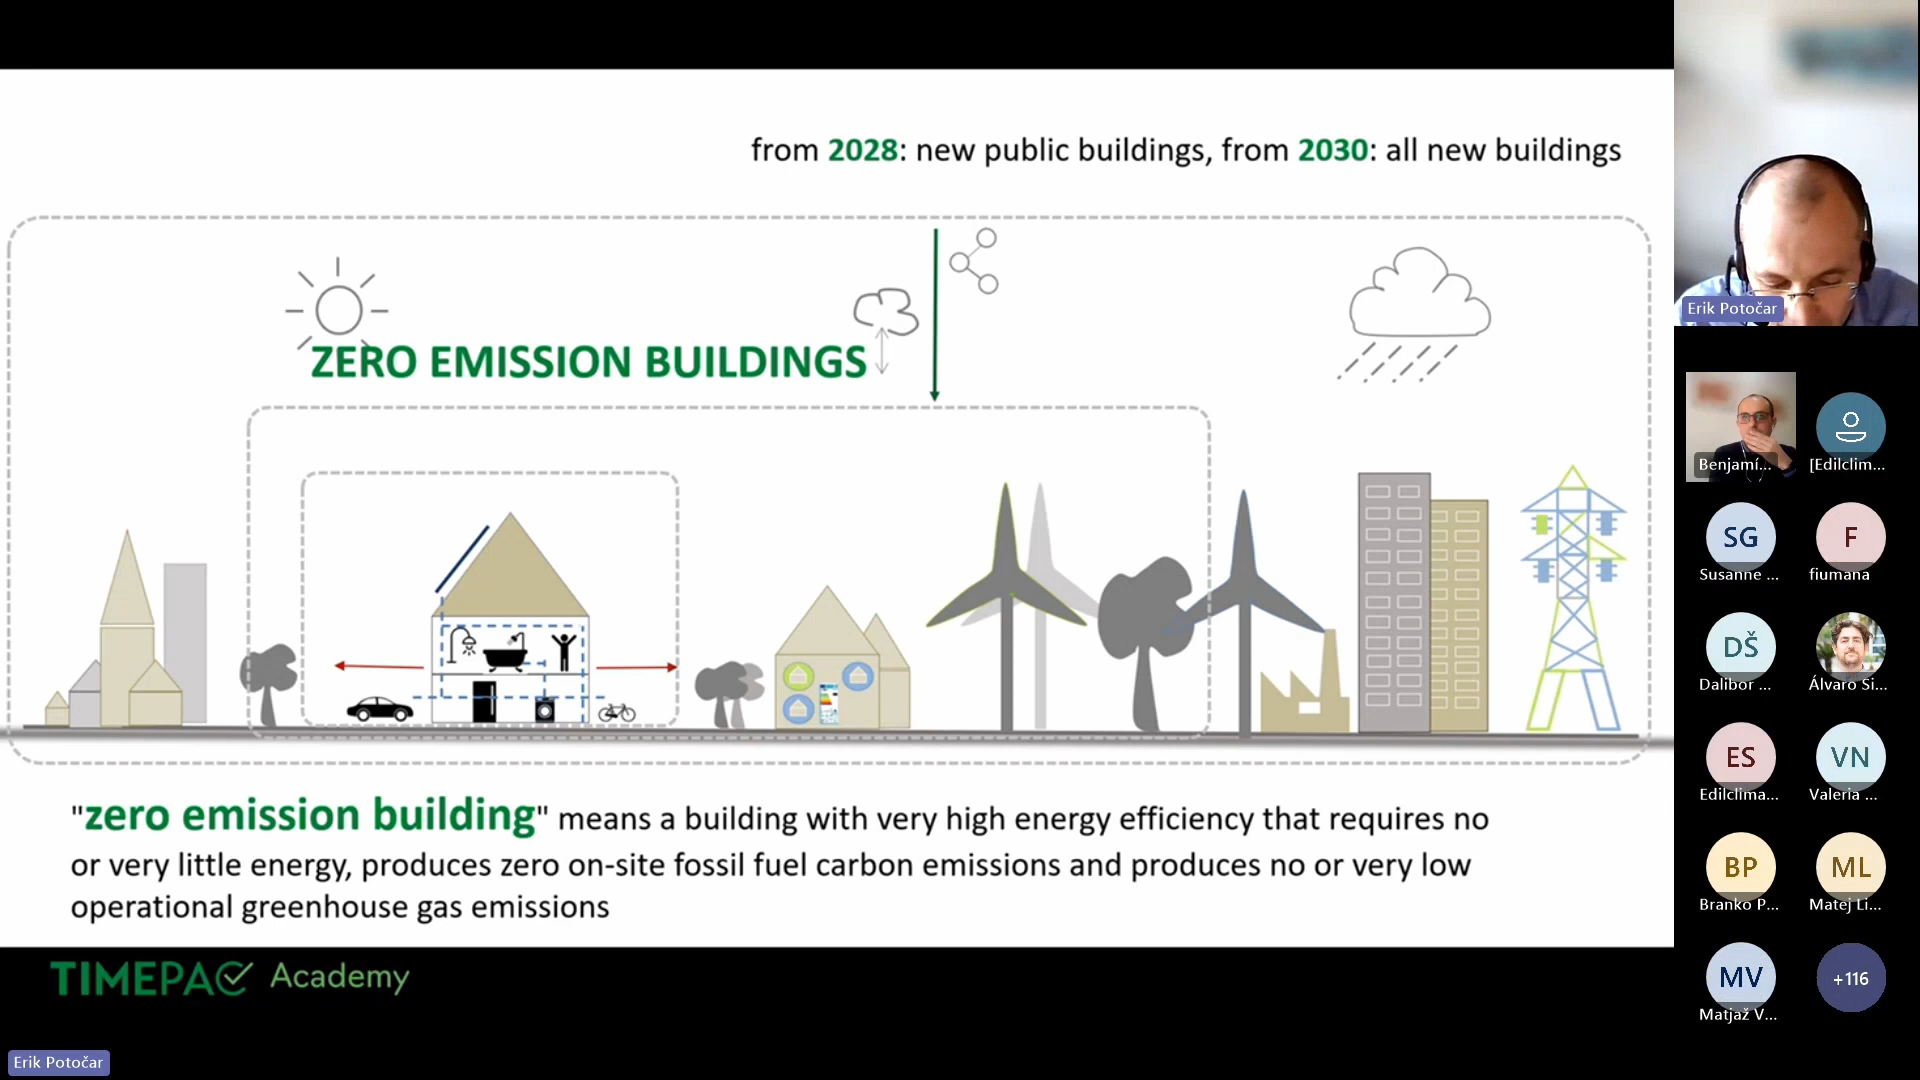 from 2028: new public buildings, from 2030: all new buildings
ZERO EMISSION BUILDINGS
"zero emission building" means a building with very high energy efficiency that requires no
or very little energy, produces zero on-site fossil fuel carbon emissions and produces no or very low
operational greenhouse gas emissions
TIMEPAC Academy
Erik Potočar
Erik Potočar
Benjamí...
[Edilclim...
SG
Susanne ...
F
fiumana
DŠ
Dalibor ...
Álvaro Si...
ES
Edilclima...
VN
Valeria ...
BP
Branko P...
ML
Matej Li...
MV
Matjaž V...
+116